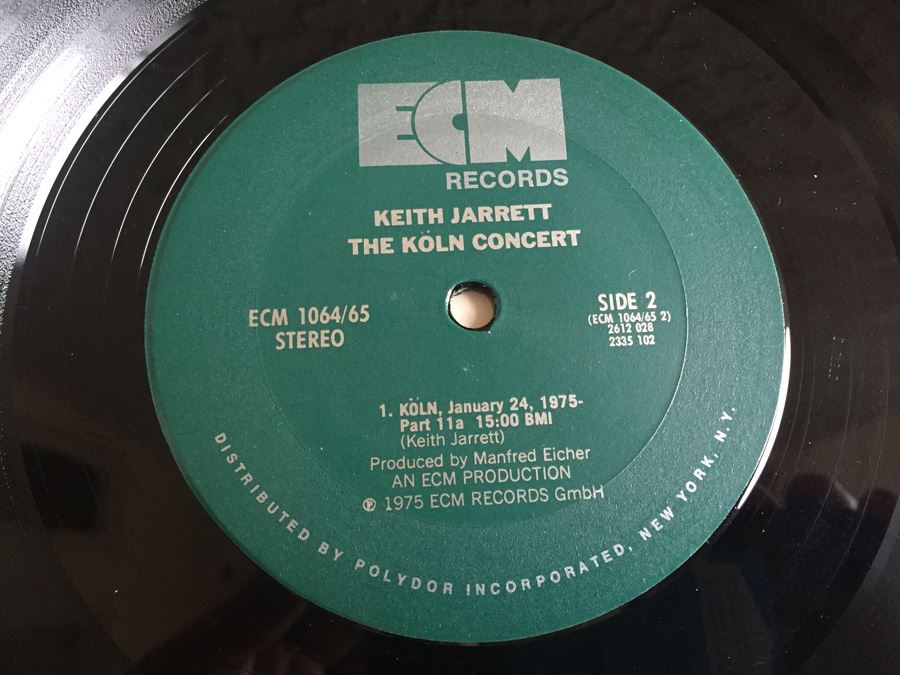 ECM
RECORDS
KEITH JARRETT
THE KOLN CONCERT
ECM 1064/65
STEREO
SIDE 2
(ECM 1064/65 2)
2612 028
2335 102
1. KÖLN, January 24, 1975-
Part 11a 15:00 BMI
(Keith Jarrett)
Produced by Manfred Eicher
AN ECM PRODUCTION
℗ 1975 ECM RECORDS GmbH
DISTRIBUTED BY POLYDOR INCORPORATED, NEW YORK, N.Y.